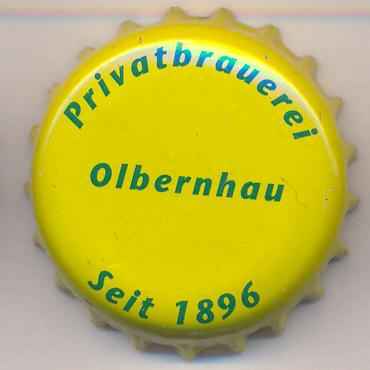 Privatbrauerei
Olbernhau
Seit 1896